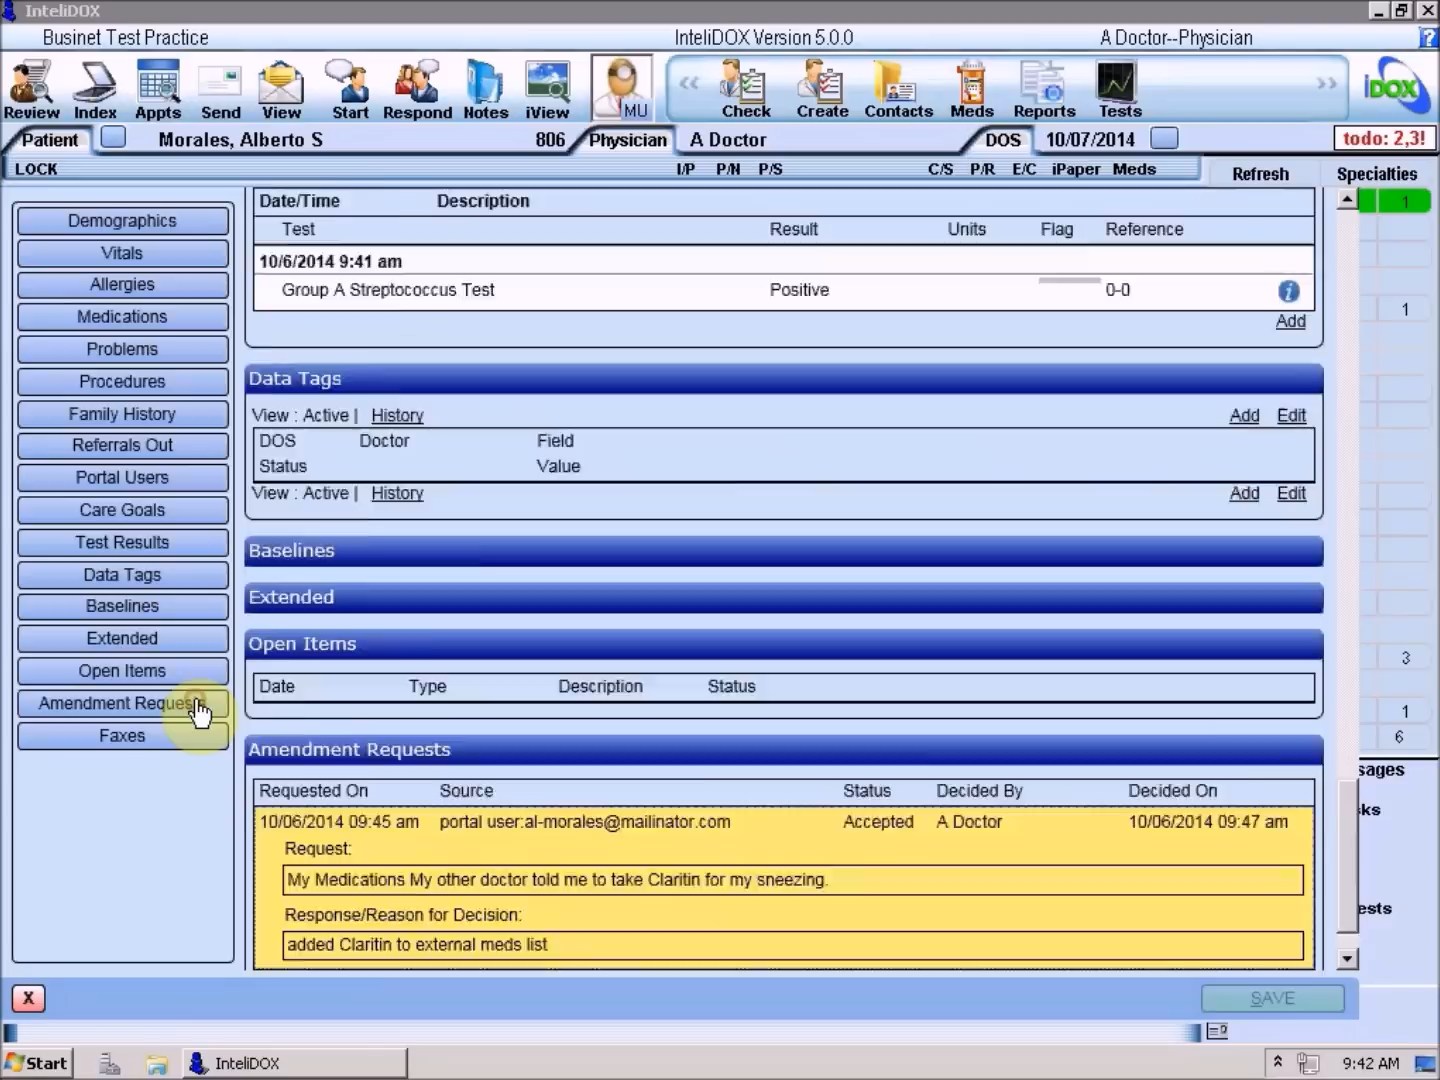 InteliDOX
Businet Test Practice InteliDOX Version 5.0.0 A Doctor--Physician ?
Review Index Appts Send View Start Respond Notes iView MU Check Create Contacts Meds Reports Tests iDOX
Patient Morales, Alberto S 806 Physician A Doctor DOS 10/07/2014 todo: 2,3!
LOCK I/P P/N P/S C/S P/R E/C iPaper Meds Refresh Specialties
Demographics
Vitals
Allergies
Medications
Problems
Procedures
Family History
Referrals Out
Portal Users
Care Goals
Test Results
Data Tags
Baselines
Extended
Open Items
Amendment Reques
Faxes
Date/Time Description
Test Result Units Flag Reference
10/6/2014 9:41 am
Group A Streptococcus Test Positive 0-0 i
Add
Data Tags
View : Active | History Add Edit
DOS Doctor Field
Status Value
View : Active | History Add Edit
Baselines
Extended
Open Items
Date Type Description Status
Amendment Requests
Requested On Source Status Decided By Decided On
10/06/2014 09:45 am portal user:al-morales@mailinator.com Accepted A Doctor 10/06/2014 09:47 am
Request:
My Medications My other doctor told me to take Claritin for my sneezing.
Response/Reason for Decision:
added Claritin to external meds list
1
1
3
1
6
sages
ks
ests
X SAVE
Start InteliDOX 9:42 AM